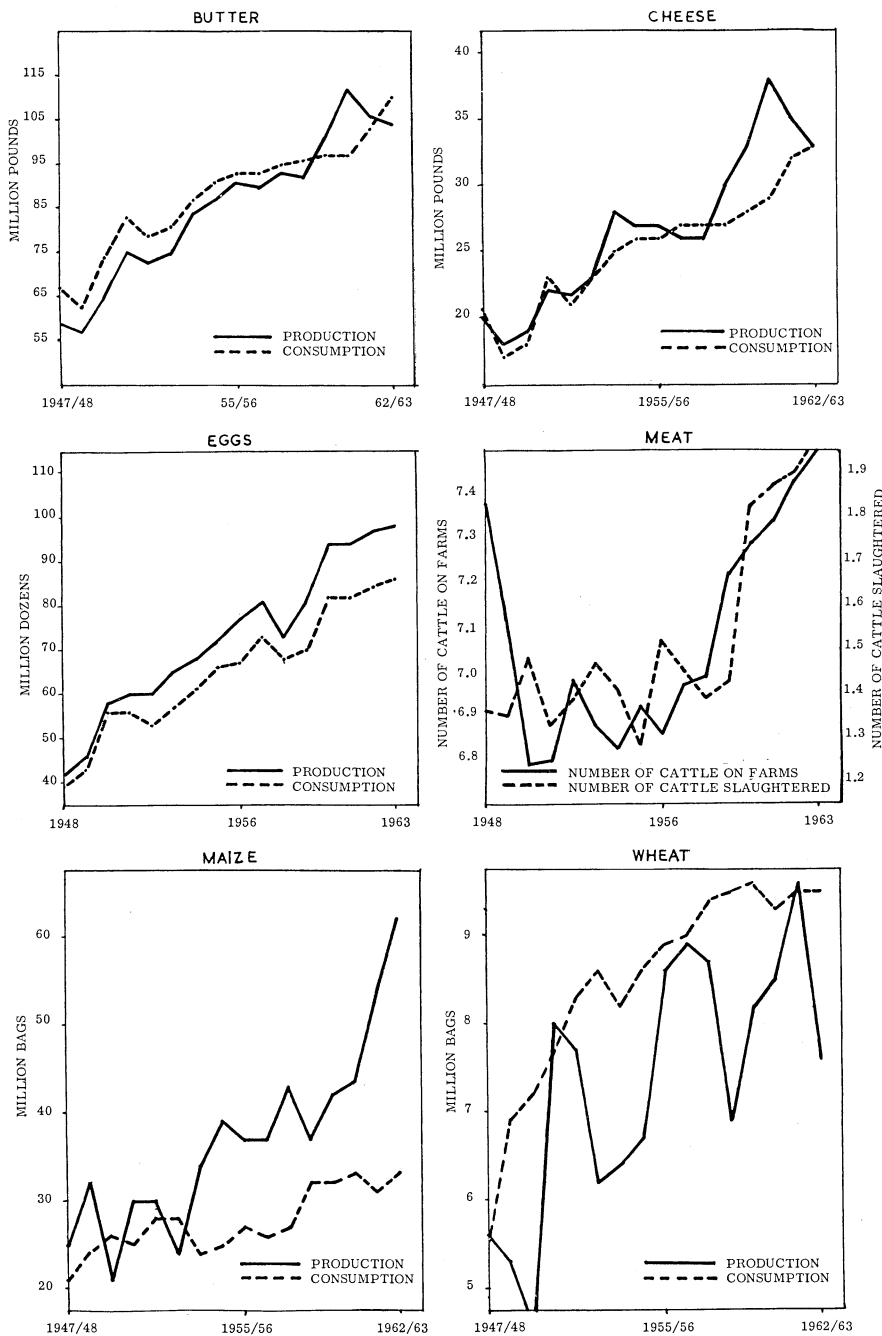 BUTTER
115
105
95
85
75
65
55
MILLION POUNDS
PRODUCTION
CONSUMPTION
1947/48 55/56 62/63
CHEESE
40
35
30
25
20
MILLION POUNDS
PRODUCTION
CONSUMPTION
1947/48 1955/56 1962/63
EGGS
110
100
90
80
70
60
50
40
MILLION DOZENS
PRODUCTION
CONSUMPTION
1948 1956 1963
MEAT
7.4
7.3
7.2
7.1
7.0
6.9
6.8
NUMBER OF CATTLE ON FARMS
1.9
1.8
1.7
1.6
1.5
1.4
1.3
1.2
NUMBER OF CATTLE SLAUGHTERED
NUMBER OF CATTLE ON FARMS
NUMBER OF CATTLE SLAUGHTERED
1948 1956 1963
MAIZE
60
50
40
30
20
MILLION BAGS
PRODUCTION
CONSUMPTION
1947/48 1955/56 1962/63
WHEAT
9
8
7
6
5
MILLION BAGS
PRODUCTION
CONSUMPTION
1947/48 1955/56 1962/63